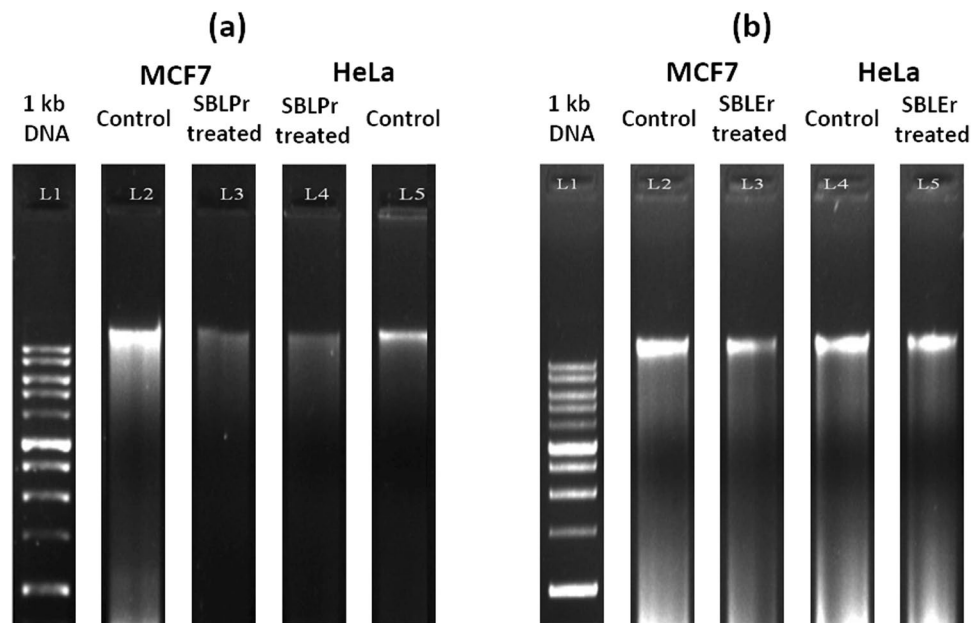 (a)
MCF7
HeLa
1 kb
DNA
Control
SBLPr
treated
SBLPr
treated
Control
L1
L2
L3
L4
L5
(b)
MCF7
HeLa
1 kb
DNA
Control
SBLEr
treated
Control
SBLEr
treated
L1
L2
L3
L4
L5